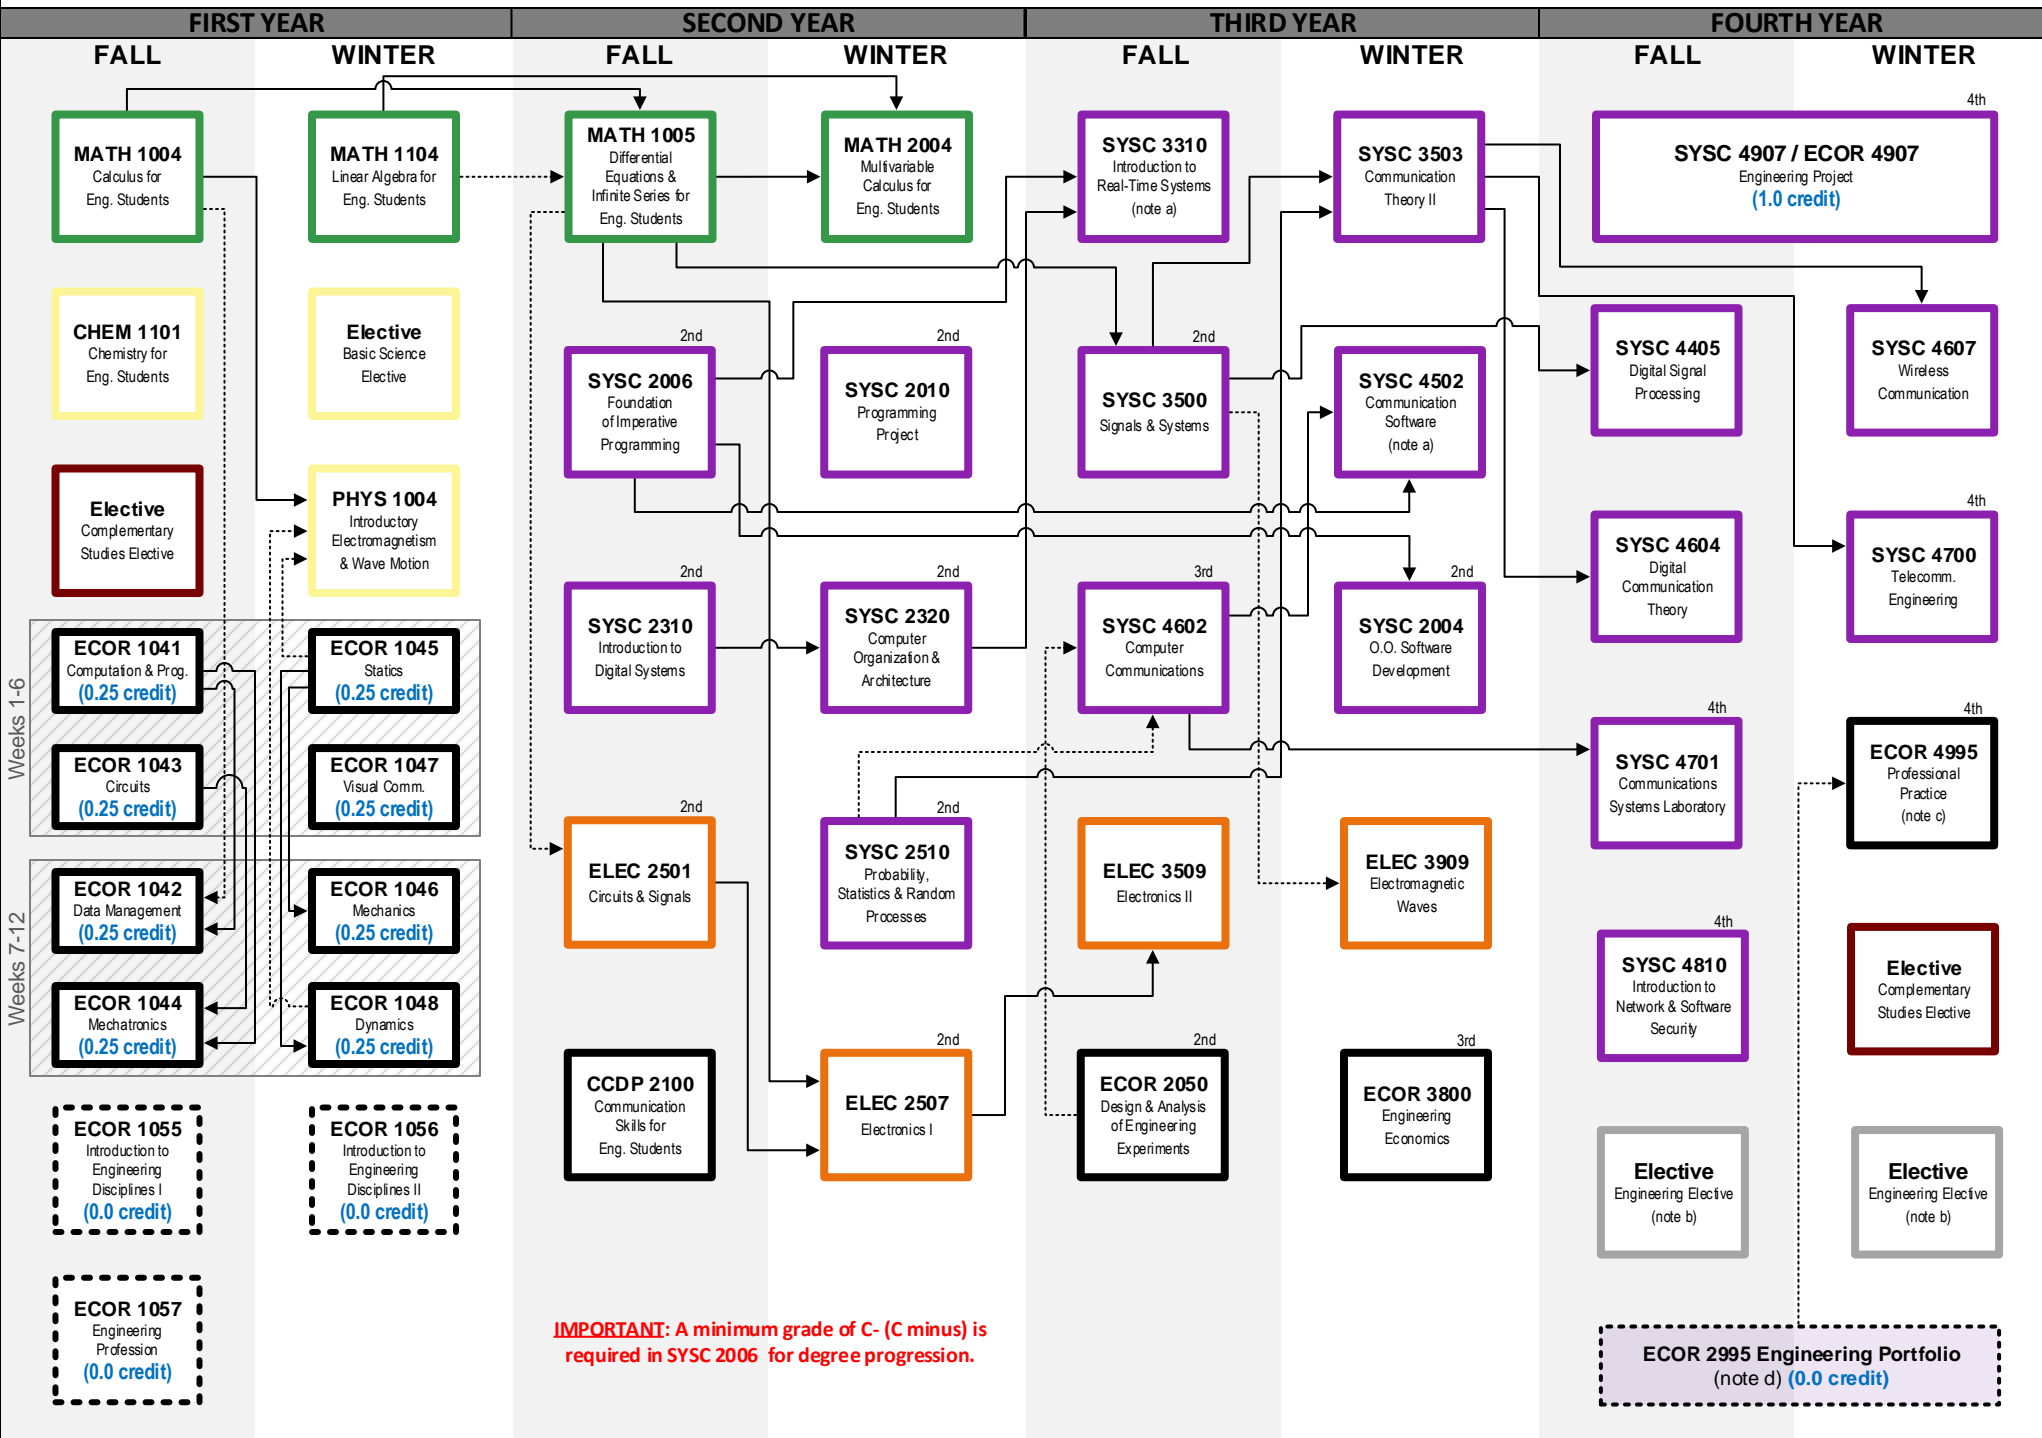 FIRST YEAR
SECOND YEAR
THIRD YEAR
FOURTH YEAR
FALL
WINTER
FALL
WINTER
FALL
WINTER
FALL
WINTER
MATH 1004
Calculus for
Eng. Students
MATH 1104
Linear Algebra for
Eng. Students
MATH 1005
Differential
Equations &
Infinite Series for
Eng. Students
MATH 2004
Multivariable
Calculus for
Eng. Students
SYSC 3310
Introduction to
Real-Time Systems
(note a)
SYSC 3503
Communication
Theory II
4th
SYSC 4907 / ECOR 4907
Engineering Project
(1.0 credit)
CHEM 1101
Chemistry for
Eng. Students
Elective
Basic Science
Elective
2nd
SYSC 2006
Foundation
of Imperative
Programming
2nd
SYSC 2010
Programming
Project
2nd
SYSC 3500
Signals & Systems
SYSC 4502
Communication
Software
(note a)
SYSC 4405
Digital Signal
Processing
SYSC 4607
Wireless
Communication
Elective
Complementary
Studies Elective
PHYS 1004
Introductory
Electromagnetism
& Wave Motion
2nd
SYSC 2310
Introduction to
Digital Systems
2nd
SYSC 2320
Computer
Organization &
Architecture
3rd
SYSC 4602
Computer
Communications
2nd
SYSC 2004
O.O. Software
Development
SYSC 4604
Digital
Communication
Theory
4th
SYSC 4700
Telecomm.
Engineering
Weeks 1-6
ECOR 1041
Computation & Prog.
(0.25 credit)
ECOR 1045
Statics
(0.25 credit)
ECOR 1043
Circuits
(0.25 credit)
ECOR 1047
Visual Comm.
(0.25 credit)
2nd
ELEC 2501
Circuits & Signals
2nd
SYSC 2510
Probability,
Statistics & Random
Processes
ELEC 3509
Electronics II
ELEC 3909
Electromagnetic
Waves
4th
SYSC 4701
Communications
Systems Laboratory
4th
ECOR 4995
Professional
Practice
(note c)
Weeks 7-12
ECOR 1042
Data Management
(0.25 credit)
ECOR 1046
Mechanics
(0.25 credit)
ECOR 1044
Mechatronics
(0.25 credit)
ECOR 1048
Dynamics
(0.25 credit)
CCDP 2100
Communication
Skills for
Eng. Students
2nd
ELEC 2507
Electronics I
2nd
ECOR 2050
Design & Analysis
of Engineering
Experiments
3rd
ECOR 3800
Engineering
Economics
4th
SYSC 4810
Introduction to
Network & Software
Security
Elective
Complementary
Studies Elective
ECOR 1055
Introduction to
Engineering
Disciplines I
(0.0 credit)
ECOR 1056
Introduction to
Engineering
Disciplines II
(0.0 credit)
Elective
Engineering Elective
(note b)
Elective
Engineering Elective
(note b)
ECOR 1057
Engineering
Profession
(0.0 credit)
IMPORTANT: A minimum grade of C- (C minus) is
required in SYSC 2006 for degree progression.
ECOR 2995 Engineering Portfolio
(note d) (0.0 credit)